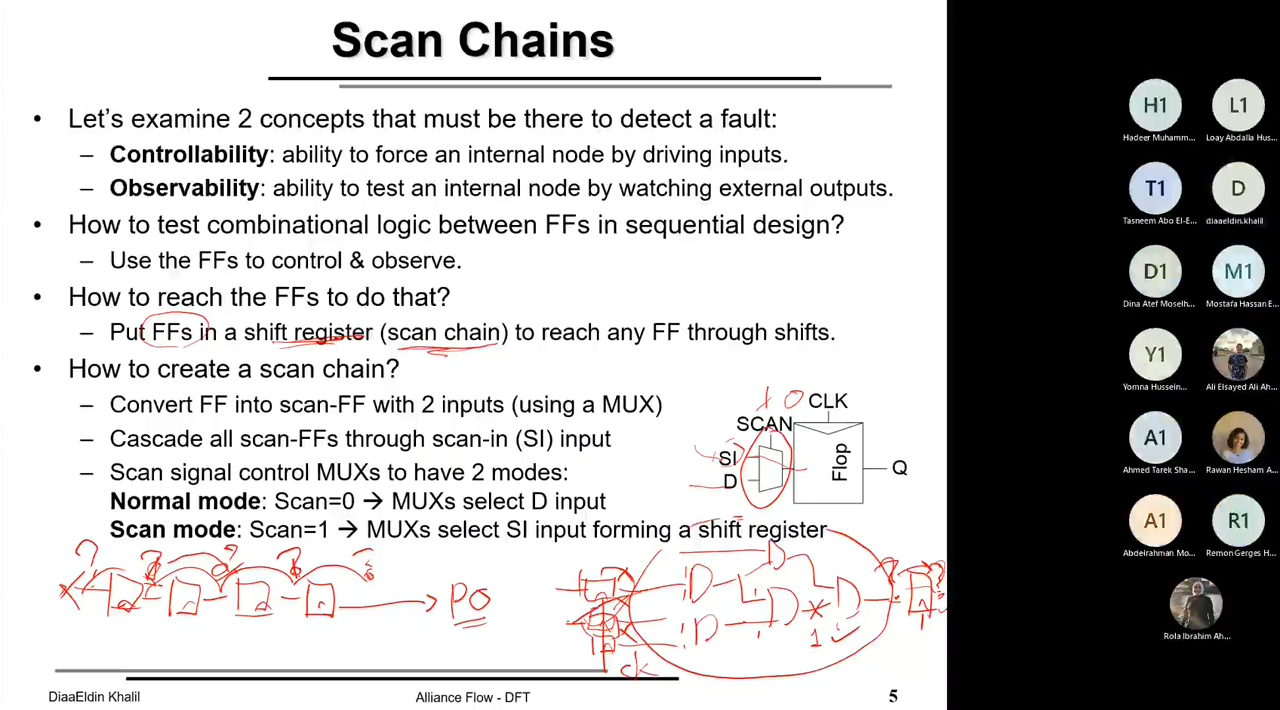 Scan Chains
• Let's examine 2 concepts that must be there to detect a fault:
– Controllability: ability to force an internal node by driving inputs.
– Observability: ability to test an internal node by watching external outputs.
• How to test combinational logic between FFs in sequential design?
– Use the FFs to control & observe.
• How to reach the FFs to do that?
– Put FFs in a shift register (scan chain) to reach any FF through shifts.
• How to create a scan chain?
– Convert FF into scan-FF with 2 inputs (using a MUX)
– Cascade all scan-FFs through scan-in (SI) input
– Scan signal control MUXs to have 2 modes:
Normal mode: Scan=0 → MUXs select D input
Scan mode: Scan=1 → MUXs select SI input forming a shift register
1 0
CLK
SCAN
SI
D
Flop
Q
PO
1
ck
DiaaEldin Khalil
Alliance Flow - DFT
5
H1
Hadeer Muhamm...
L1
Loay Abdalla Hus...
T1
Tasneem Abo El-E...
D
diaaeldin.khalil
D1
Dina Atef Moselh...
M1
Mostafa Hassan E...
Y1
Yomna Hussein...
Ali Elsayed Ali Ah...
A1
Ahmed Tarek Sha...
Rawan Hesham A...
A1
Abdelrahman Mo...
R1
Remon Gerges H...
Rola Ibrahim Ah...